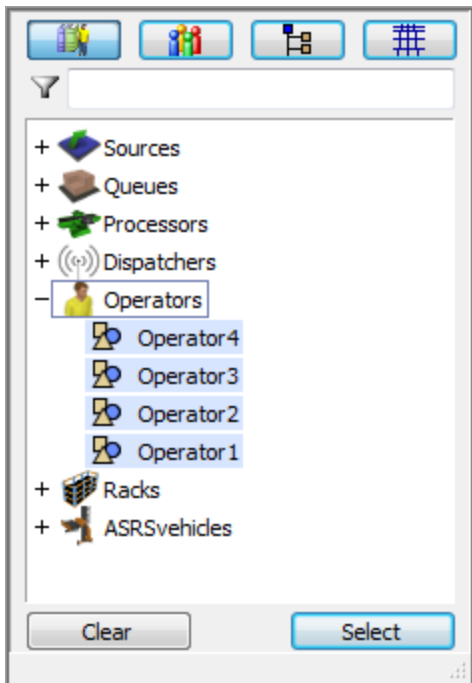 Sources
Queues
Processors
Dispatchers
Operators
Operator4
Operator3
Operator2
Operator1
Racks
ASRSvehicles
Clear Select